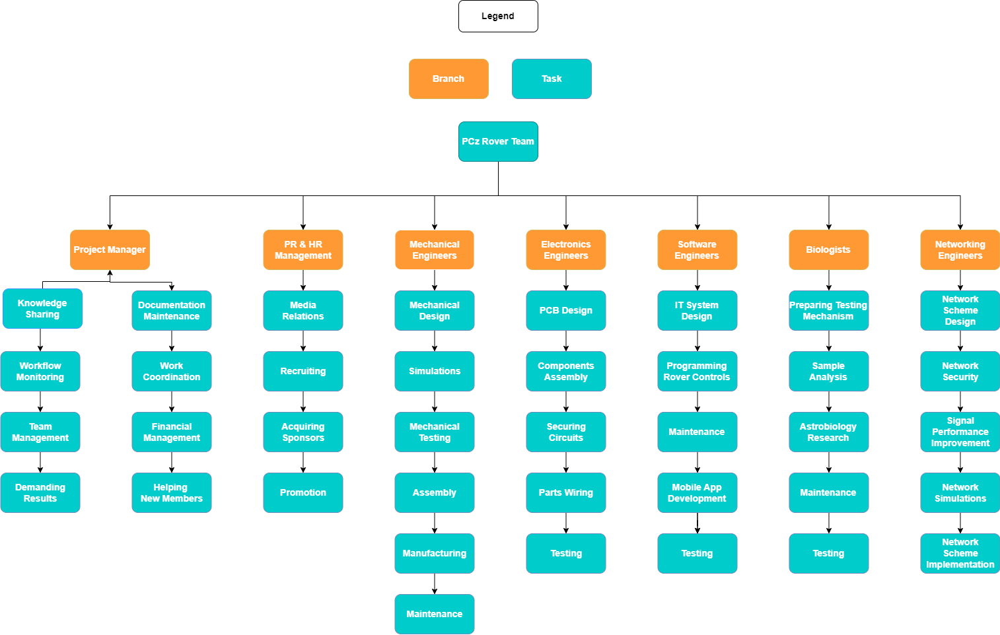 Legend
Branch
Task
PCz Rover Team
Project Manager
PR & HR
Management
Mechanical
Engineers
Electronics
Engineers
Software
Engineers
Biologists
Networking
Engineers
Knowledge
Sharing
Documentation
Maintenance
Media
Relations
Mechanical
Design
PCB Design
IT System
Design
Preparing Testing
Mechanism
Network
Scheme
Design
Workflow
Monitoring
Work
Coordination
Recruiting
Simulations
Components
Assembly
Programming
Rover Controls
Sample
Analysis
Network
Security
Team
Management
Financial
Management
Acquiring
Sponsors
Mechanical
Testing
Securing
Circuits
Maintenance
Astrobiology
Research
Signal
Performance
Improvement
Demanding
Results
Helping
New Members
Promotion
Assembly
Parts Wiring
Mobile App
Development
Maintenance
Network
Simulations
Manufacturing
Testing
Testing
Testing
Network
Scheme
Implementation
Maintenance